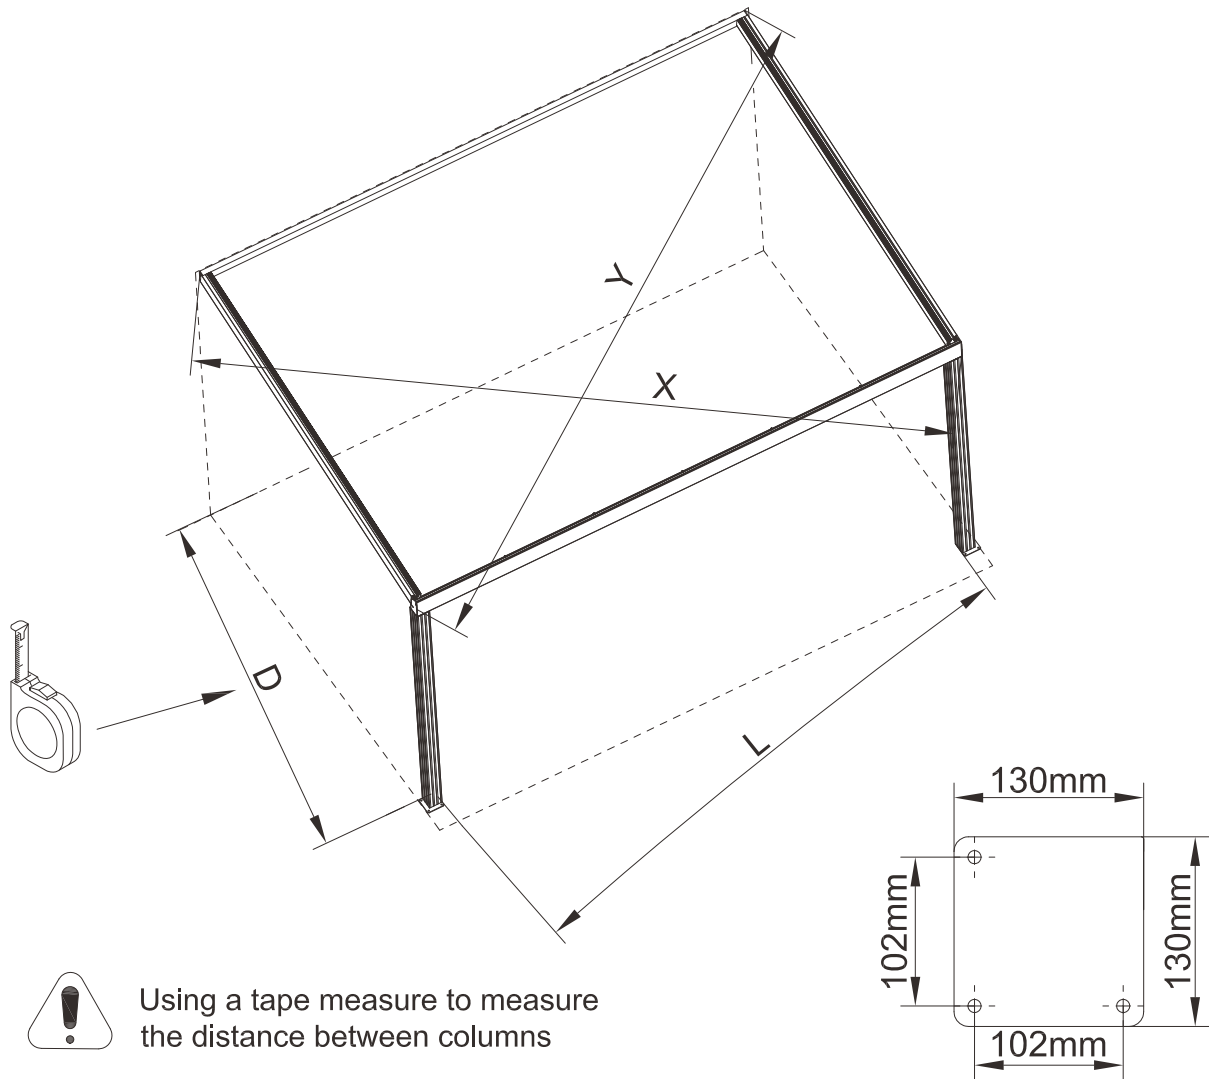 Y
X
D
L
130mm
102mm
130mm
102mm
Using a tape measure to measure
the distance between columns